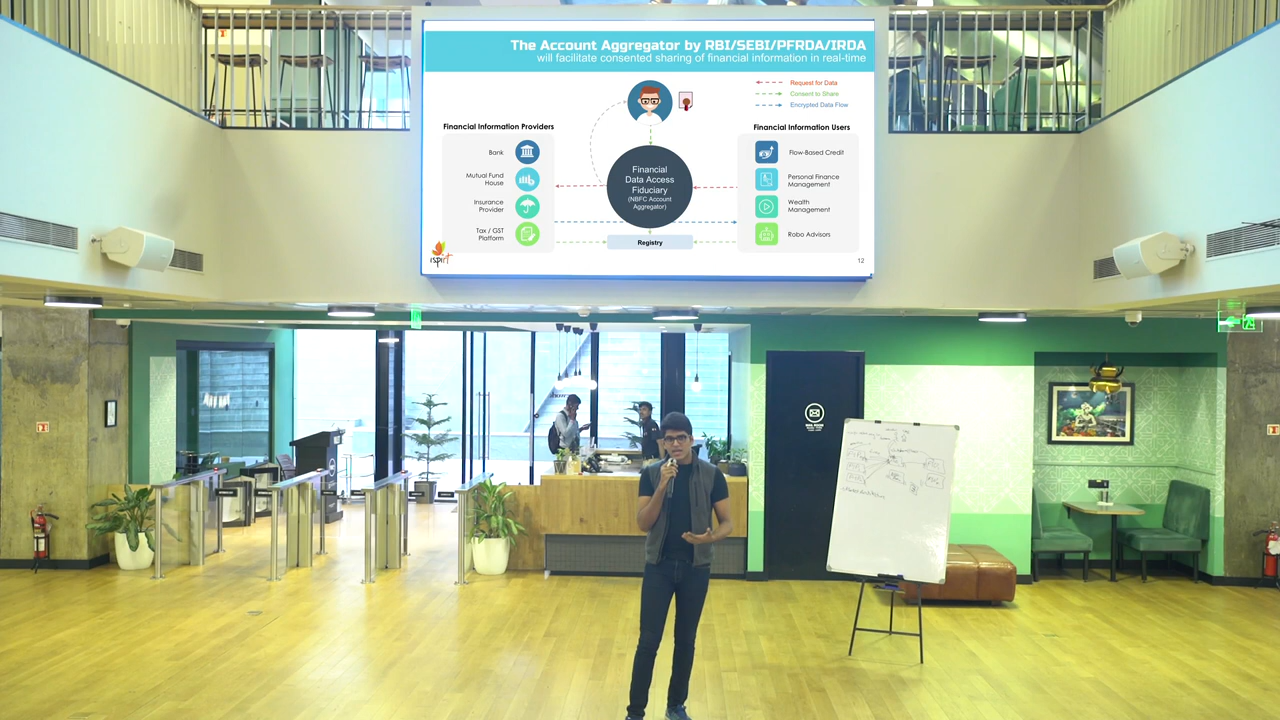 The Account Aggregator by RBI/SEBI/PFRDA/IRDA
will facilitate consented sharing of financial information in real-time
Request for Data
Consent to Share
Encrypted Data Flow
Financial Information Providers
Bank
Mutual Fund
House
Insurance
Provider
Tax / GST
Platform
Financial
Data Access
Fiduciary
(NBFC Account
Aggregator)
Registry
Financial Information Users
Flow-Based Credit
Personal Finance
Management
Wealth
Management
Robo Advisors
ispirt
12